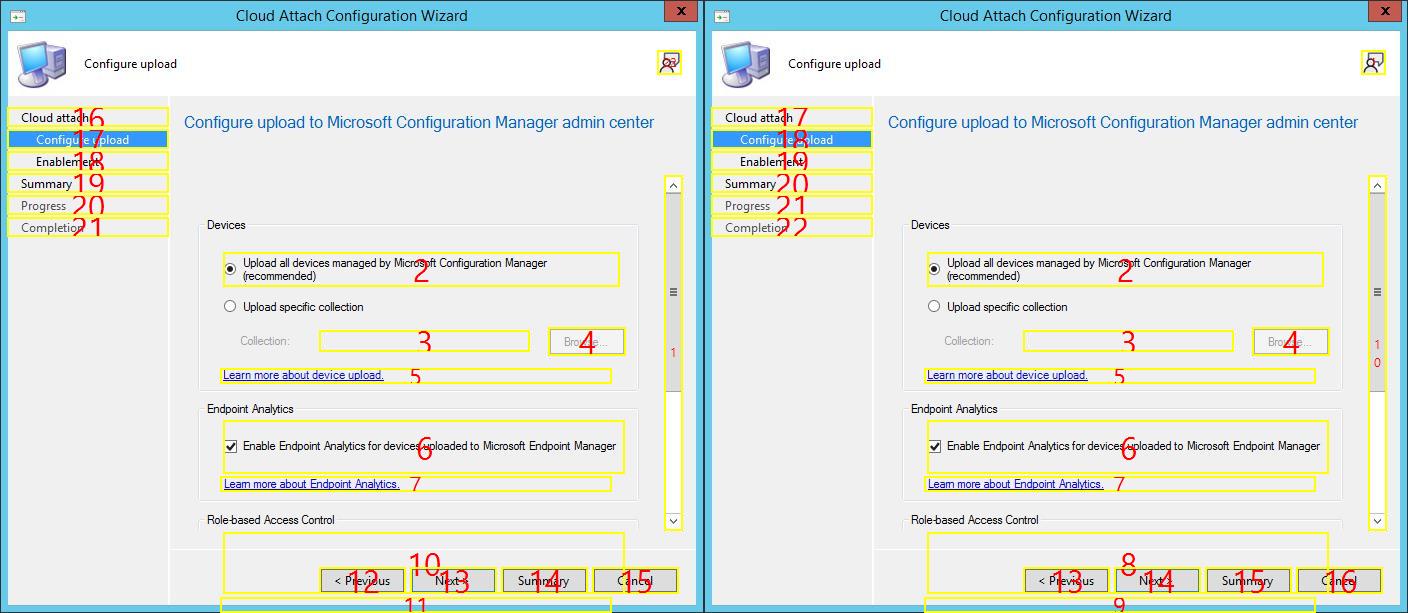 Cloud Attach Configuration Wizard
x
Configure upload
Cloud attach 16
Configure upload 17
Enablement 18
Summary 19
Progress 20
Completion 21
Configure upload to Microsoft Configuration Manager admin center
Devices
Upload all devices managed by Microsoft Configuration Manager
(recommended)
2
Upload specific collection
Collection:
3
Browse...
4
1
Learn more about device upload.
5
Endpoint Analytics
Enable Endpoint Analytics for devices uploaded to Microsoft Endpoint Manager
6
Learn more about Endpoint Analytics.
7
Role-based Access Control
10
< Previous
12
Next >
13
Summary
14
Cancel
15
11
Cloud Attach Configuration Wizard
x
Configure upload
Cloud attach 17
Configure upload 18
Enablement 19
Summary 20
Progress 21
Completion 22
Configure upload to Microsoft Configuration Manager admin center
Devices
Upload all devices managed by Microsoft Configuration Manager
(recommended)
2
Upload specific collection
Collection:
3
Browse...
4
1
0
Learn more about device upload.
5
Endpoint Analytics
Enable Endpoint Analytics for devices uploaded to Microsoft Endpoint Manager
6
Learn more about Endpoint Analytics.
7
Role-based Access Control
8
< Previous
13
Next >
14
Summary
15
Cancel
16
9